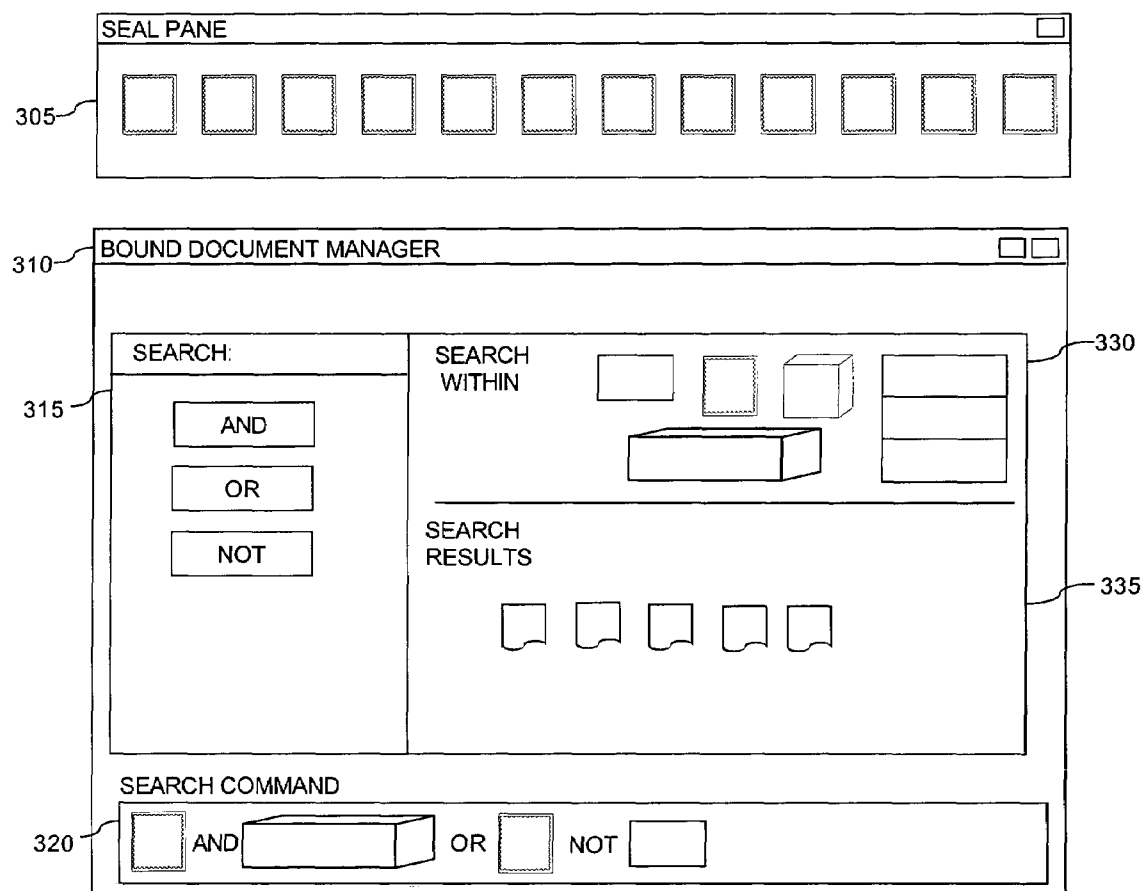 SEAL PANE
305
310
BOUND DOCUMENT MANAGER
SEARCH:
315
AND
OR
NOT
SEARCH
WITHIN
330
SEARCH
RESULTS
335
SEARCH COMMAND
320
AND OR NOT